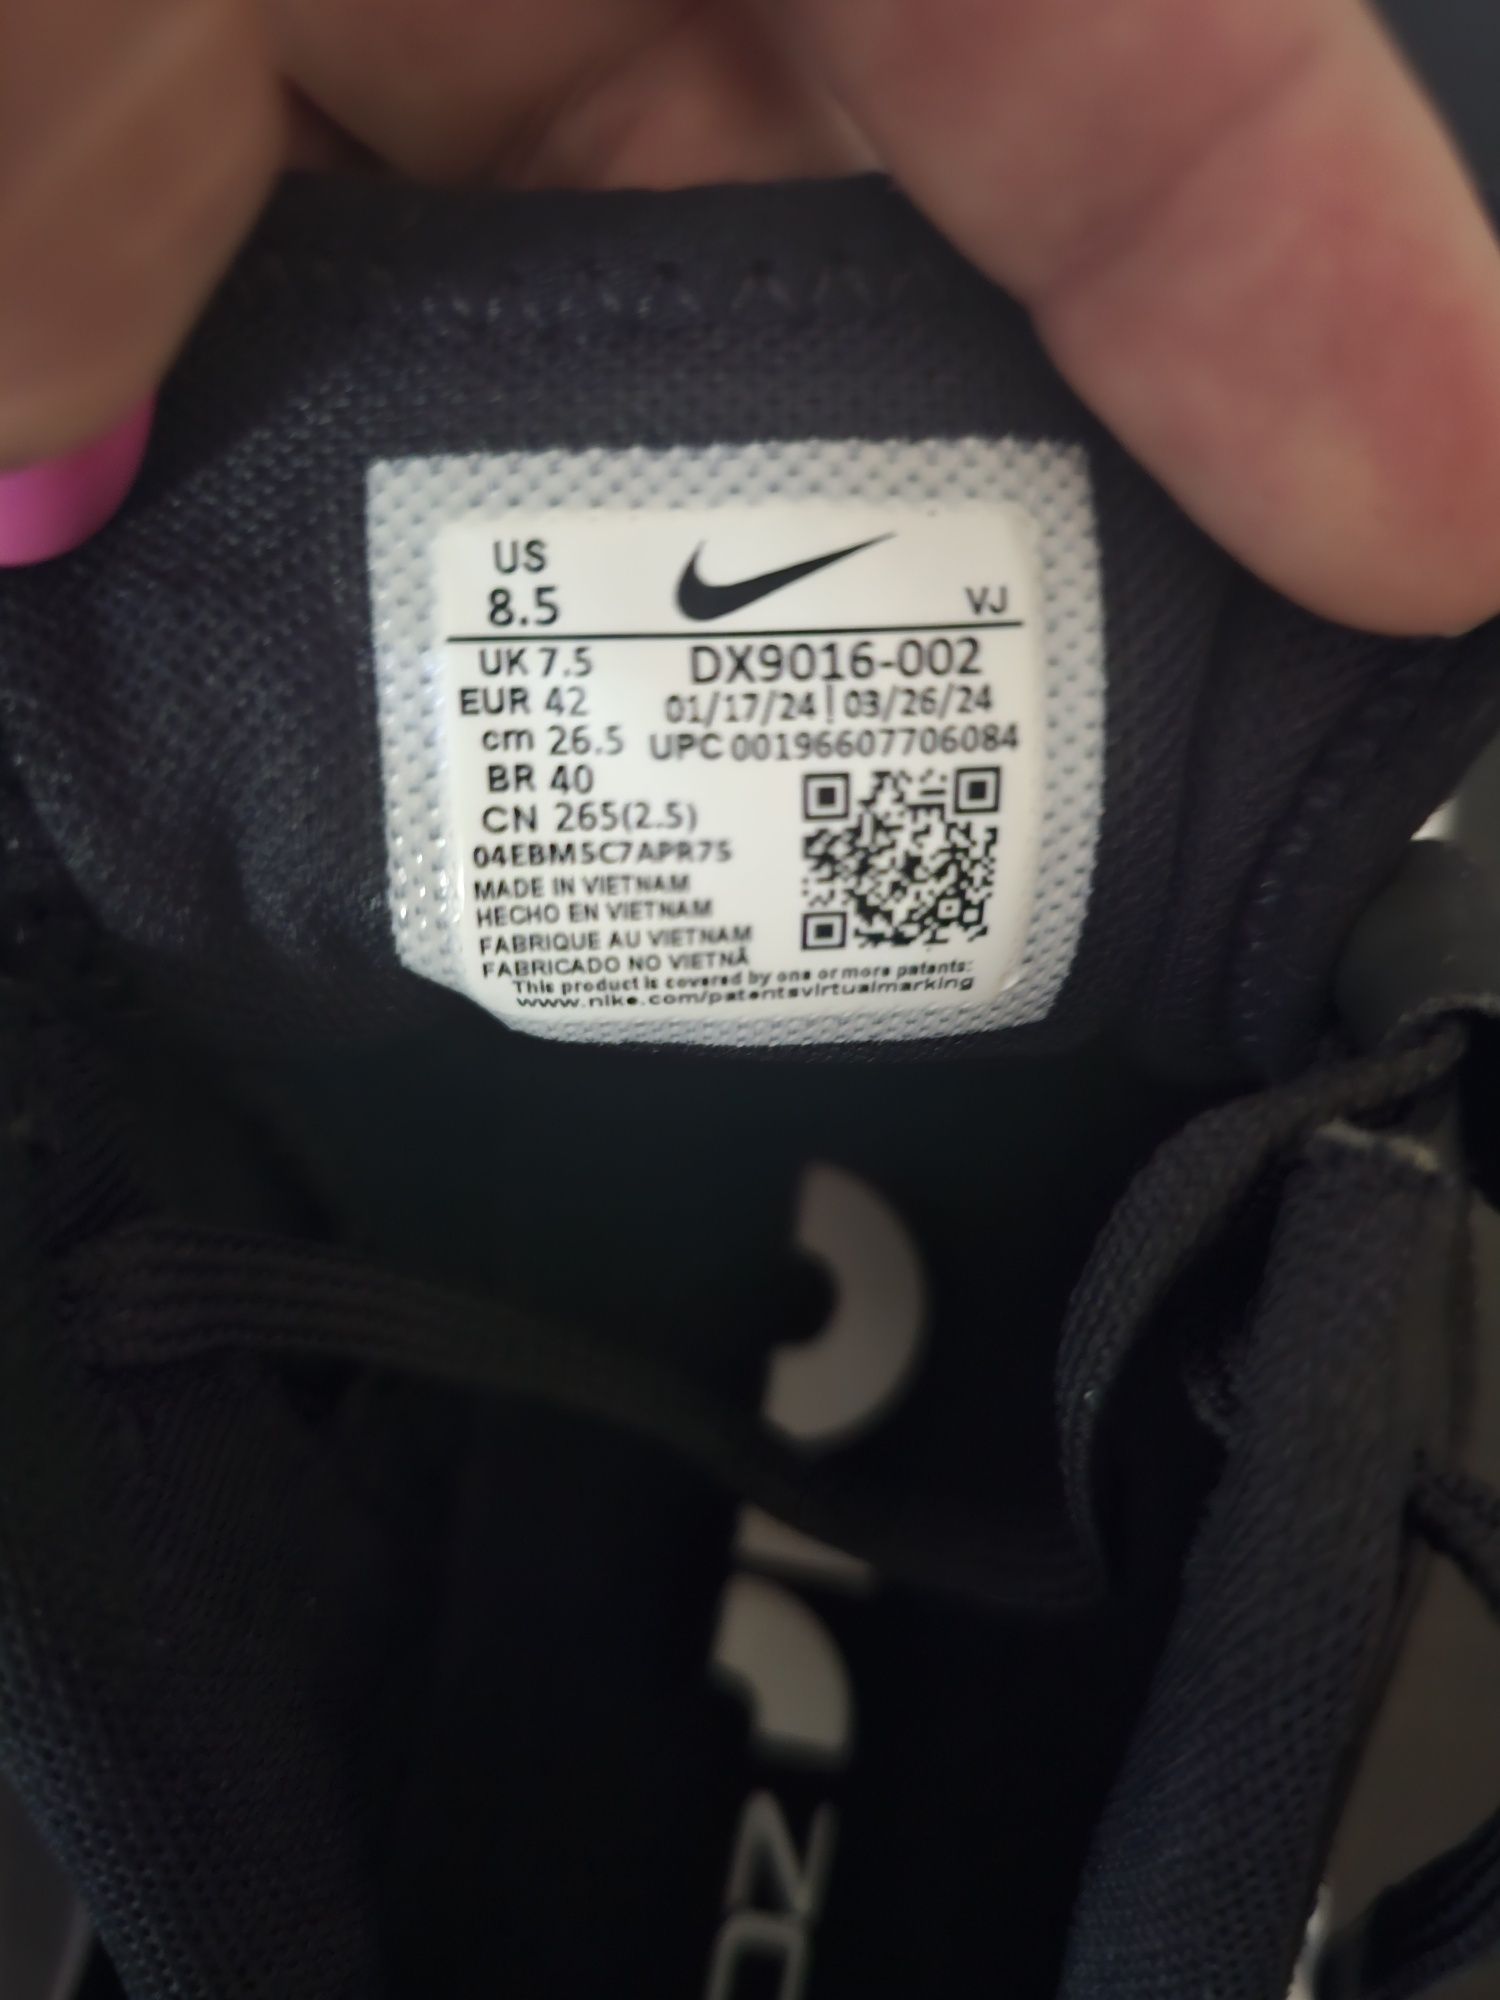 US
8.5
VJ
UK 7.5
DX9016-002
EUR 42
01/17/24 | 03/26/24
cm 26.5
UPC 00196607706084
BR 40
CN 265(2.5)
04EBM5C7APR75
MADE IN VIETNAM
HECHO EN VIETNAM
FABRIQUE AU VIETNAM
FABRICADO NO VIETNÃ
This product is covered by one or more patents:
www.nike.com/patentsvirtualmarking